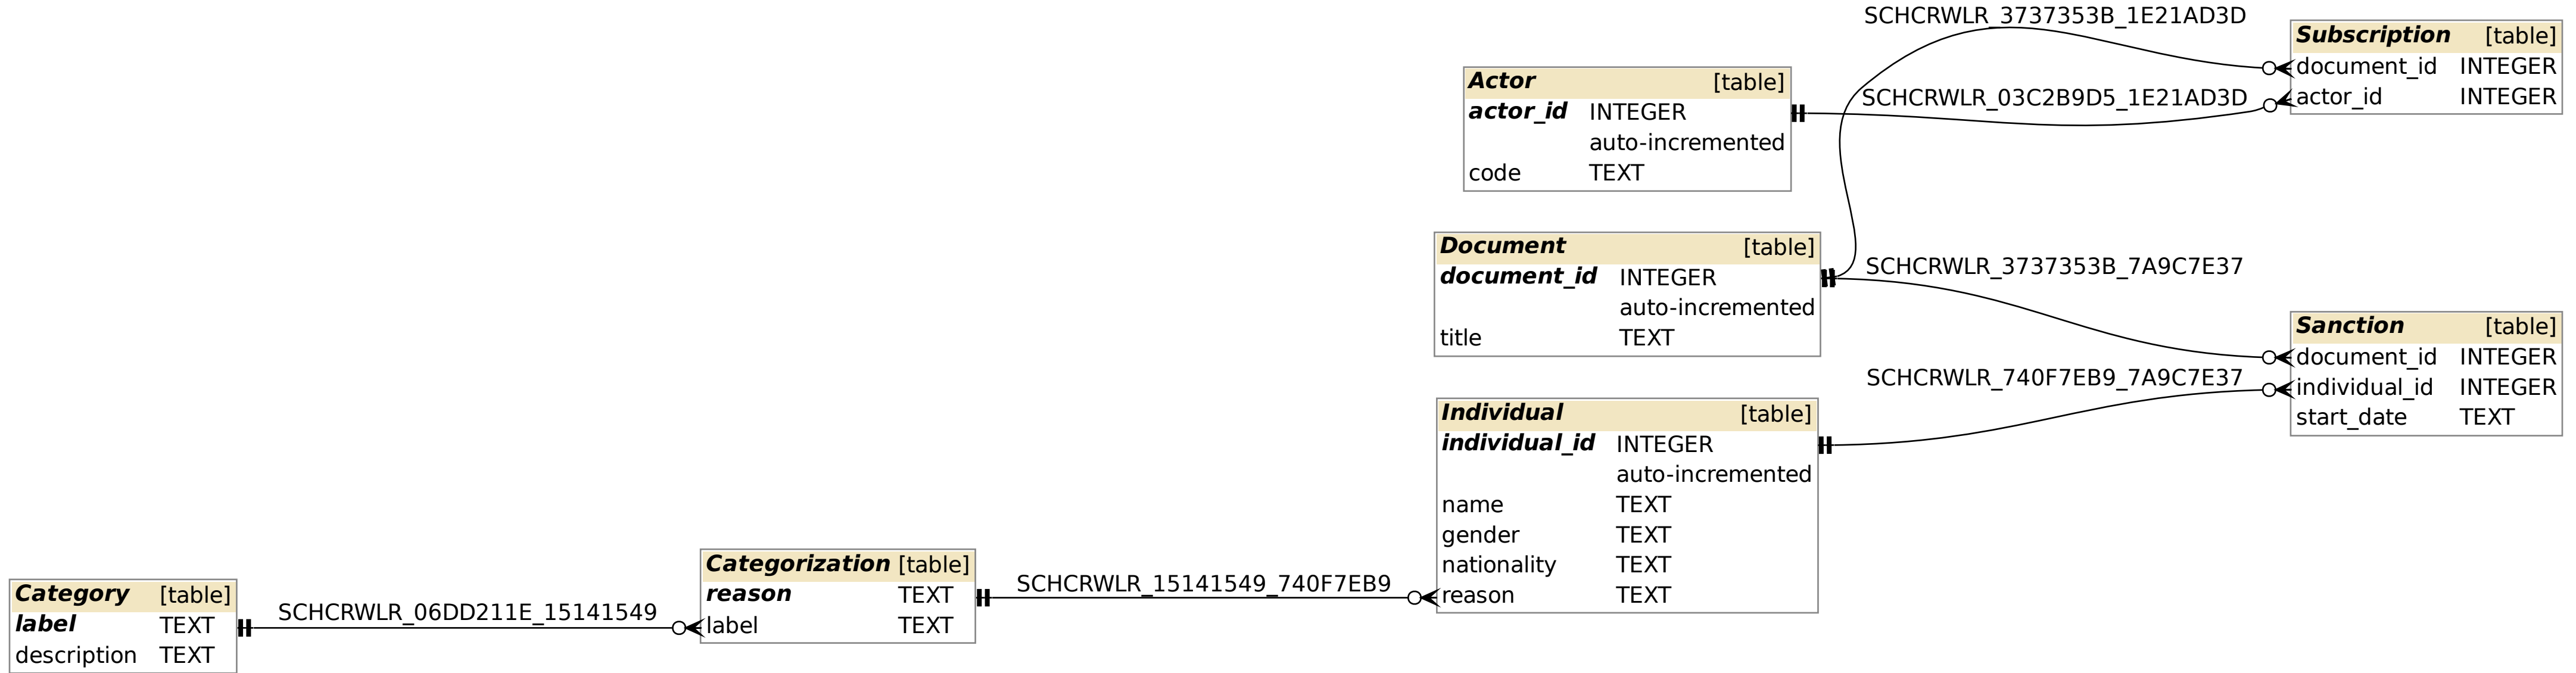 SCHCRWLR_3737353B_1E21AD3D
Subscription [table]
document_id INTEGER
actor_id INTEGER
Actor [table]
actor_id INTEGER
auto-incremented
code TEXT
SCHCRWLR_03C2B9D5_1E21AD3D
Document [table]
document_id INTEGER
auto-incremented
title TEXT
SCHCRWLR_3737353B_7A9C7E37
Sanction [table]
document_id INTEGER
individual_id INTEGER
start_date TEXT
SCHCRWLR_740F7EB9_7A9C7E37
Individual [table]
individual_id INTEGER
auto-incremented
name TEXT
gender TEXT
nationality TEXT
reason TEXT
Categorization [table]
reason TEXT
label TEXT
SCHCRWLR_15141549_740F7EB9
Category [table]
label TEXT
description TEXT
SCHCRWLR_06DD211E_15141549